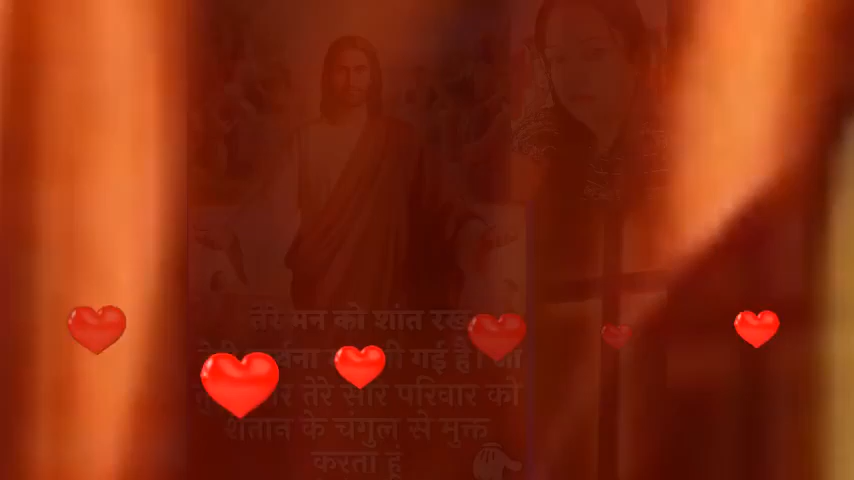 तेरे मन को शांत रख
गई है।
तेरे सारे परिवार को
शैतान के चंगुल से मुक्त
करता हूं